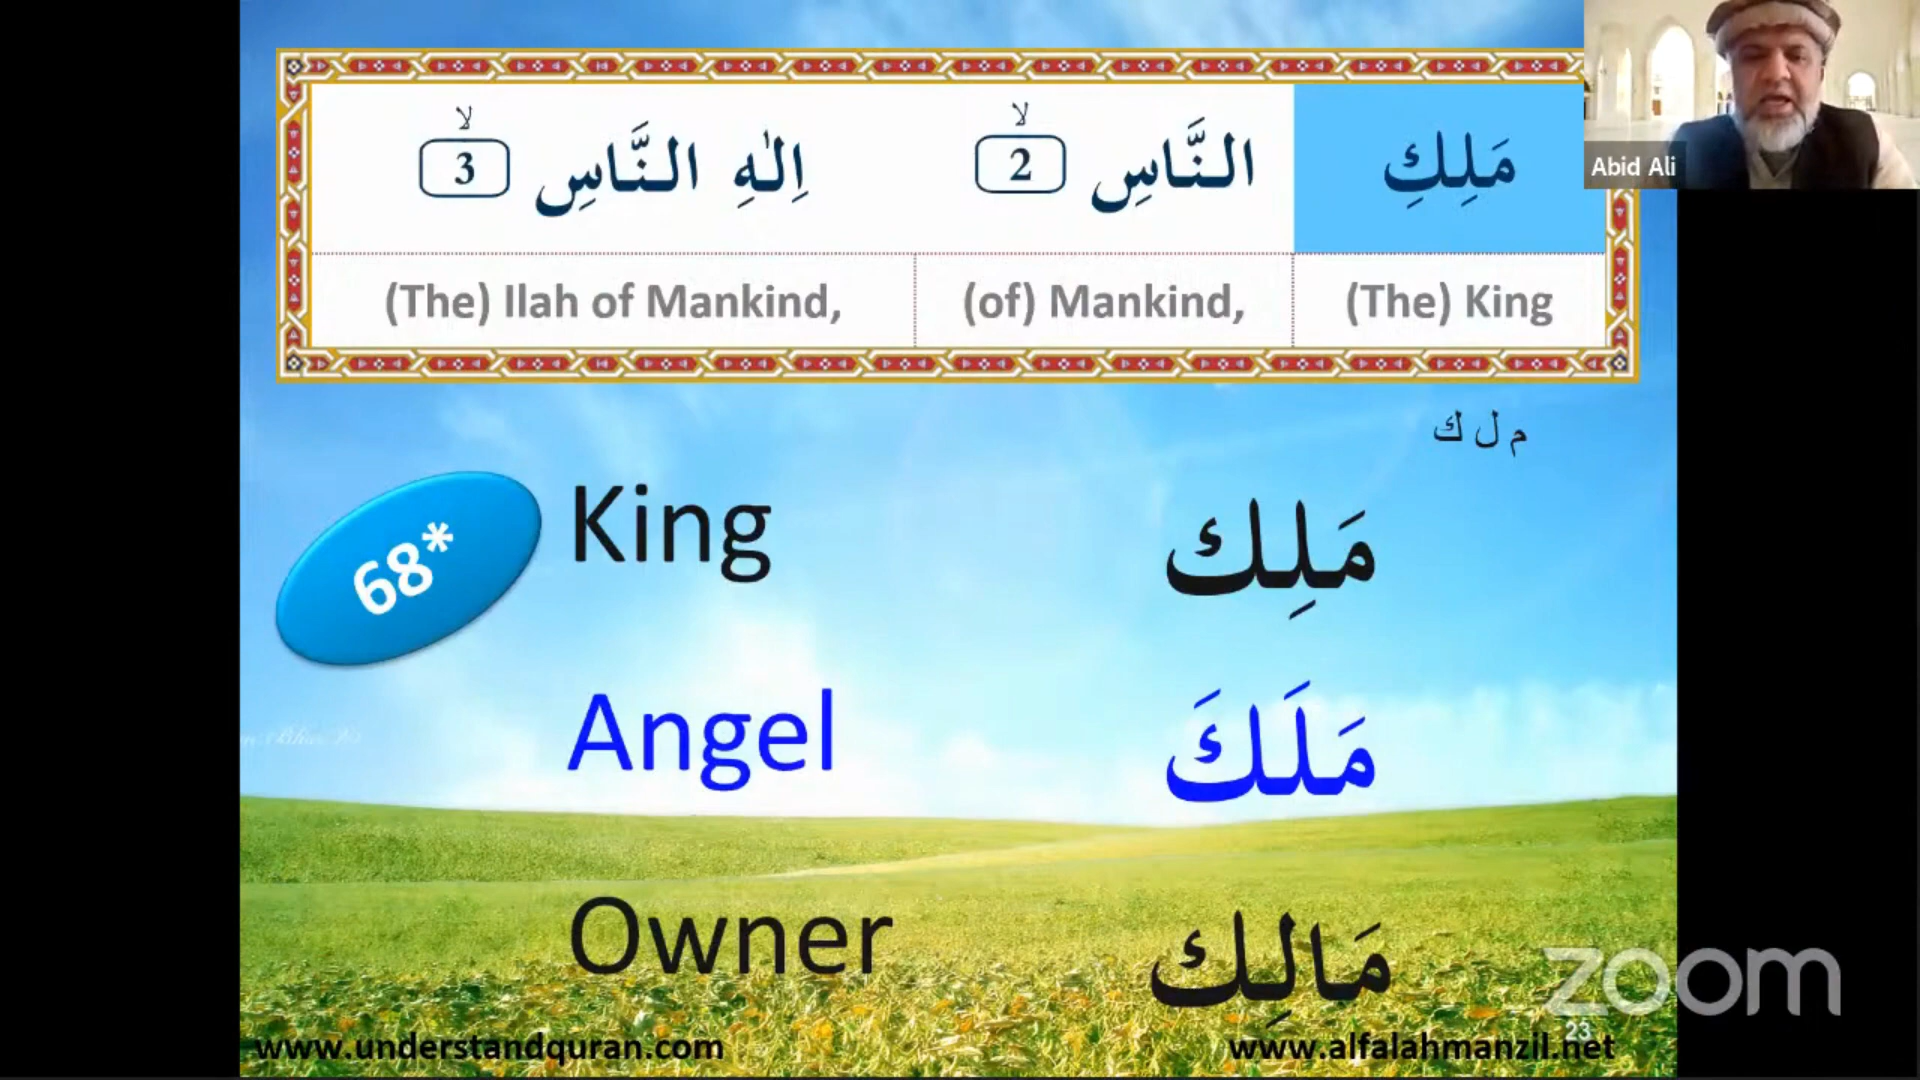 مَلِكِ النَّاسِ ۙ 2 اِلٰهِ النَّاسِ ۙ 3
(The) King (of) Mankind, (The) Ilah of Mankind,
Abid Ali
م ل ك
68*
King مَلِك
Angel مَلَكَ
Owner مَالِك
zoom
23
www.understandquran.com www.alfalahmanzil.net